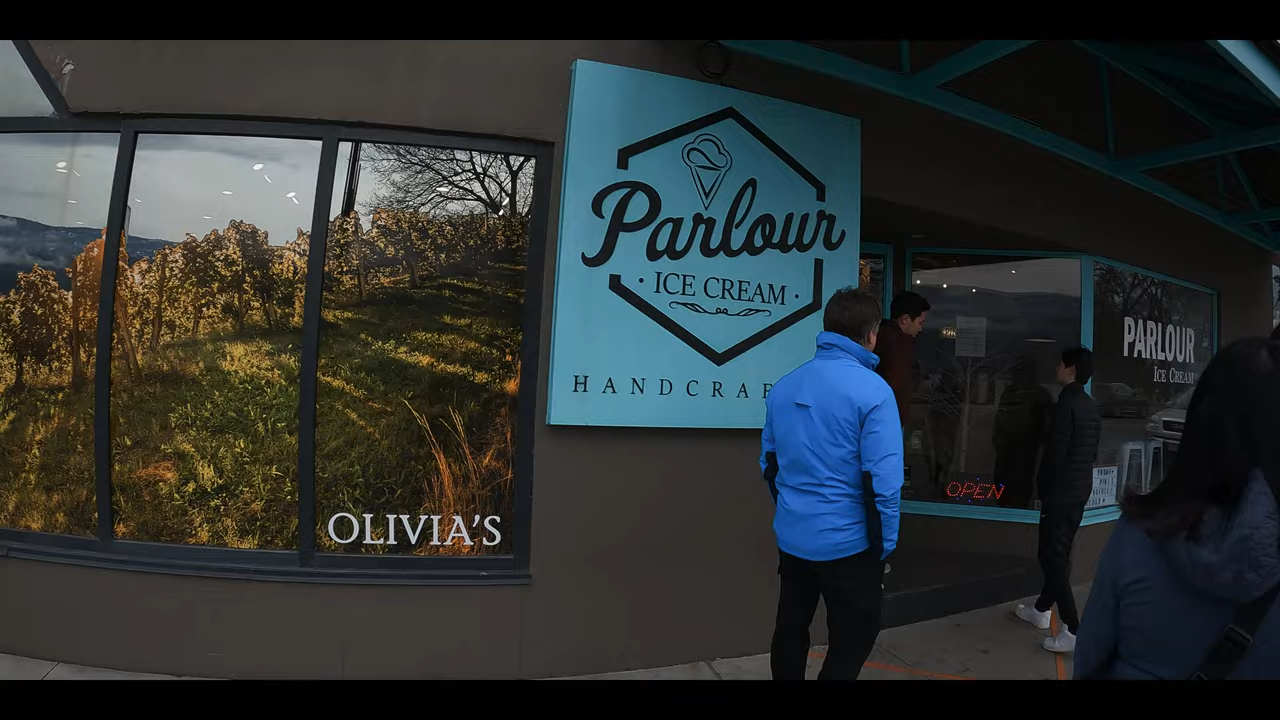 Parlour
· ICE CREAM ·
HANDCRAF
OLIVIA'S
PARLOUR
ICE CREAM
OPEN